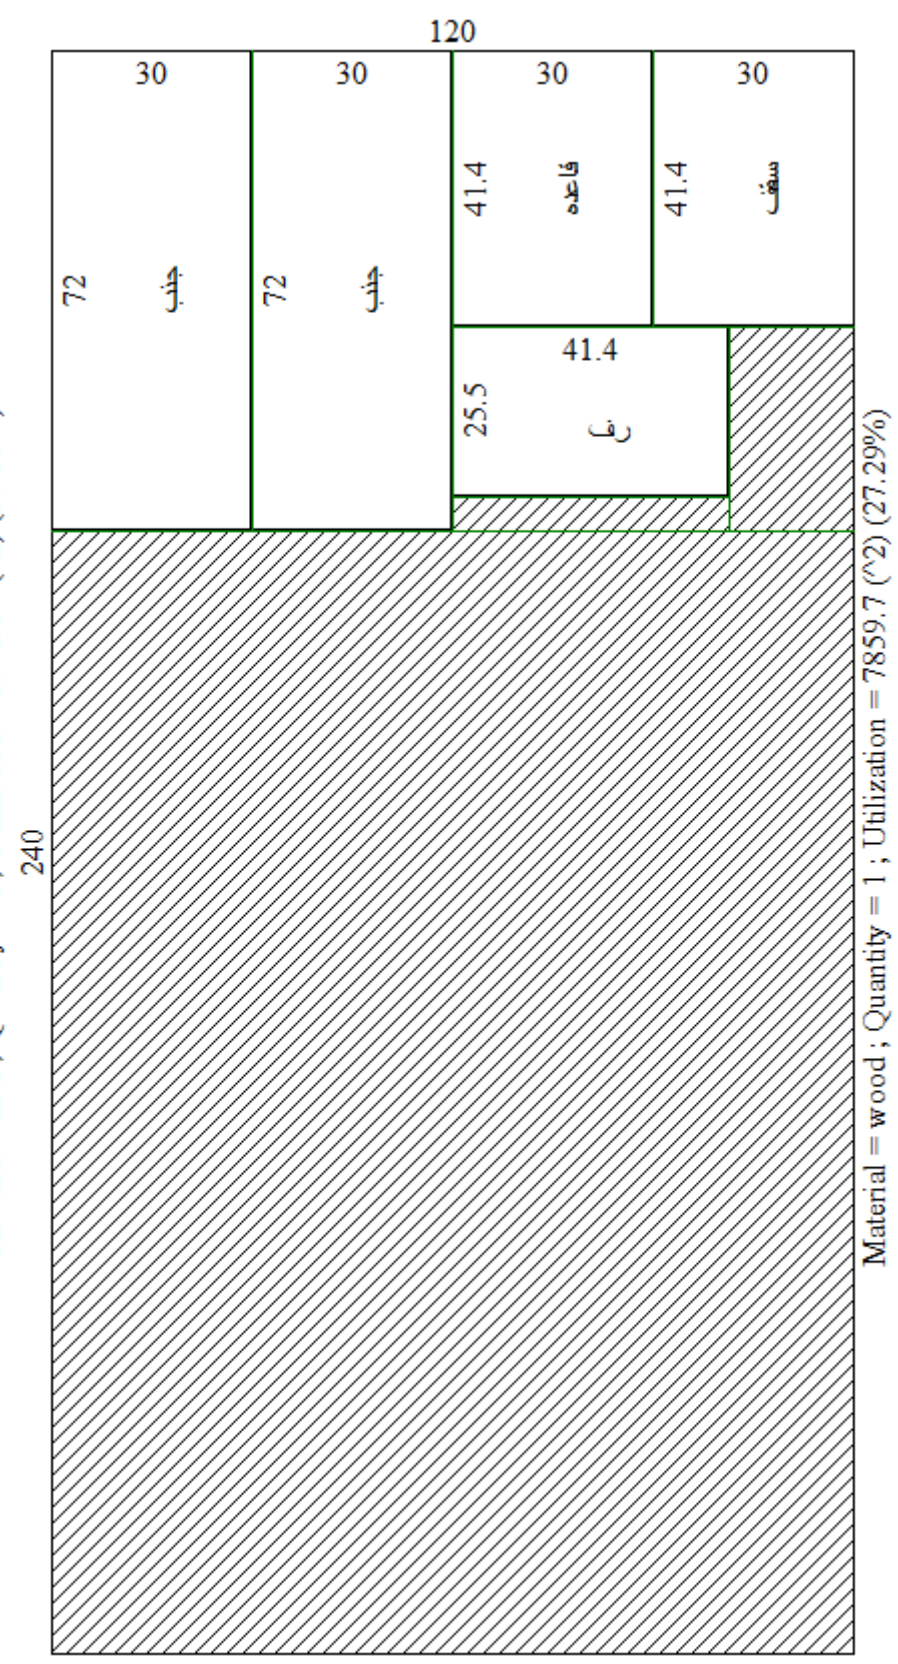 120
30
30
30
30
72
جنب
72
جنب
41.4
قاعده
41.4
سقف
41.4
25.5
رف
240
Material = wood ; Quantity = 1 ; Utilization = 7859.7 (^2) (27.29%)